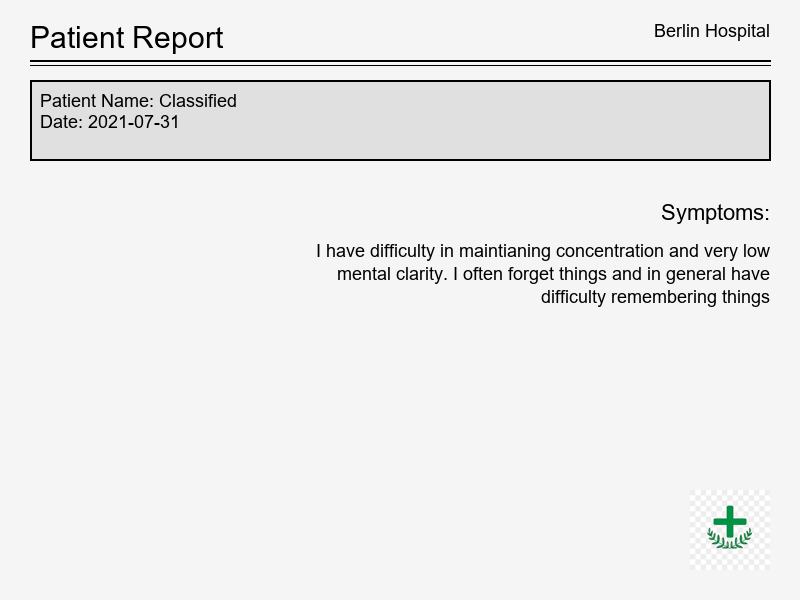 Patient Report
Berlin Hospital
Patient Name: Classified
Date: 2021-07-31
Symptoms:
I have difficulty in maintianing concentration and very low
mental clarity. I often forget things and in general have
difficulty remembering things